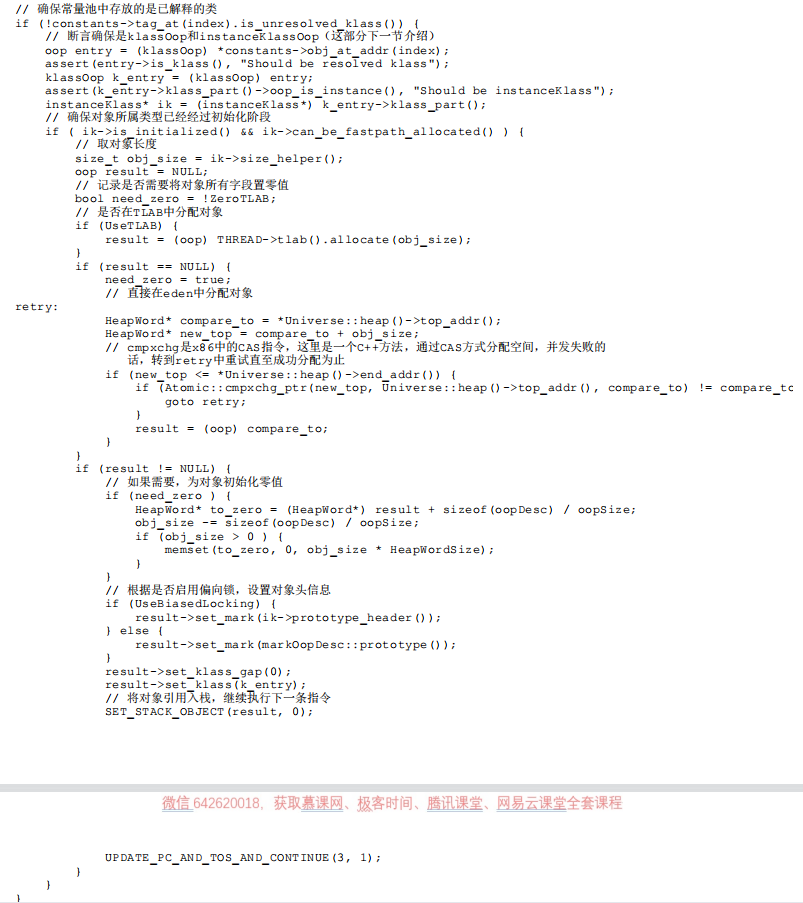 // 确保常量池中存放的是已解释的类
if (!constants->tag_at(index).is_unresolved_klass()) {
// 断言确保是klassOop和instanceKlassOop（这部分下一节介绍）
oop entry = (klassOop) *constants->obj_at_addr(index);
assert(entry->is_klass(), "Should be resolved klass");
klassOop k_entry = (klassOop) entry;
assert(k_entry->klass_part()->oop_is_instance(), "Should be instanceKlass");
instanceKlass* ik = (instanceKlass*) k_entry->klass_part();
// 确保对象所属类型已经经过初始化阶段
if ( ik->is_initialized() && ik->can_be_fastpath_allocated() ) {
// 取对象长度
size_t obj_size = ik->size_helper();
oop result = NULL;
// 记录是否需要将对象所有字段置零值
bool need_zero = !ZeroTLAB;
// 是否在TLAB中分配对象
if (UseTLAB) {
result = (oop) THREAD->tlab().allocate(obj_size);
}
if (result == NULL) {
need_zero = true;
// 直接在eden中分配对象
retry:
HeapWord* compare_to = *Universe::heap()->top_addr();
HeapWord* new_top = compare_to + obj_size;
// cmpxchg是x86中的CAS指令，这里是一个C++方法，通过CAS方式分配空间，并发失败的
话，转到retry中重试直至成功分配为止
if (new_top <= *Universe::heap()->end_addr()) {
if (Atomic::cmpxchg_ptr(new_top, Universe::heap()->top_addr(), compare_to) != compare_to
goto retry;
}
result = (oop) compare_to;
}
}
if (result != NULL) {
// 如果需要，为对象初始化零值
if (need_zero ) {
HeapWord* to_zero = (HeapWord*) result + sizeof(oopDesc) / oopSize;
obj_size -= sizeof(oopDesc) / oopSize;
if (obj_size > 0 ) {
memset(to_zero, 0, obj_size * HeapWordSize);
}
}
// 根据是否启用偏向锁，设置对象头信息
if (UseBiasedLocking) {
result->set_mark(ik->prototype_header());
} else {
result->set_mark(markOopDesc::prototype());
}
result->set_klass_gap(0);
result->set_klass(k_entry);
// 将对象引用入栈，继续执行下一条指令
SET_STACK_OBJECT(result, 0);
微信 642620018，获取慕课网、极客时间、腾讯课堂、网易云课堂全套课程
UPDATE_PC_AND_TOS_AND_CONTINUE(3, 1);
}
}
}